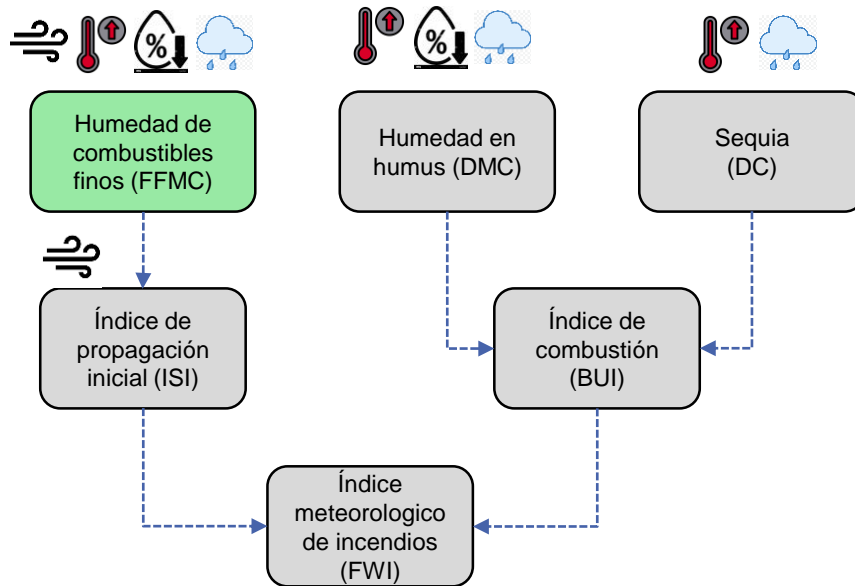 %
%
Humedad de
combustibles
finos (FFMC)
Humedad en
humus (DMC)
Sequia
(DC)
Índice de
propagación
inicial (ISI)
Índice de
combustión
(BUI)
Índice
meteorologico
de incendios
(FWI)